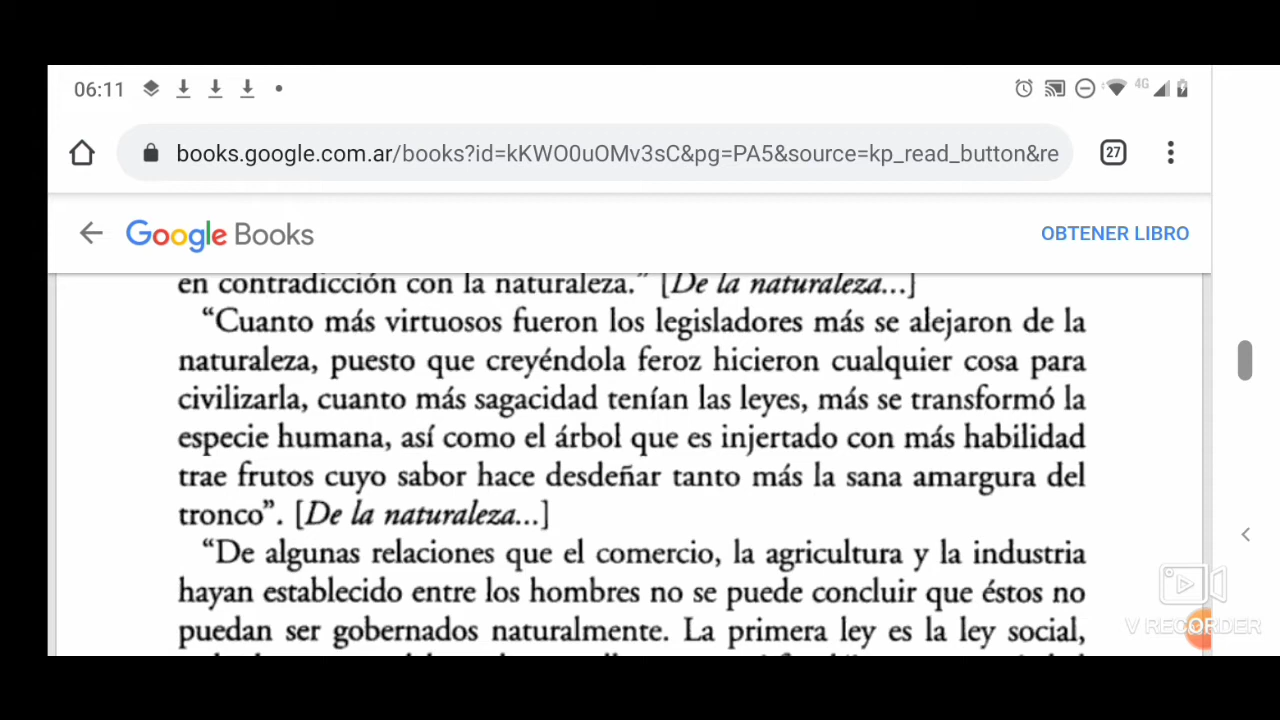 06:11
4G
books.google.com.ar/books?id=kKWO0uOMv3sC&pg=PA5&source=kp_read_button&re
27
Google Books
OBTENER LIBRO
en contradicción con la naturaleza.” [De la naturaleza...]
“Cuanto más virtuosos fueron los legisladores más se alejaron de la
naturaleza, puesto que creyéndola feroz hicieron cualquier cosa para
civilizarla, cuanto más sagacidad tenían las leyes, más se transformó la
especie humana, así como el árbol que es injertado con más habilidad
trae frutos cuyo sabor hace desdeñar tanto más la sana amargura del
tronco”. [De la naturaleza...]
“De algunas relaciones que el comercio, la agricultura y la industria
hayan establecido entre los hombres no se puede concluir que éstos no
puedan ser gobernados naturalmente. La primera ley es la ley social,
V RECORDER